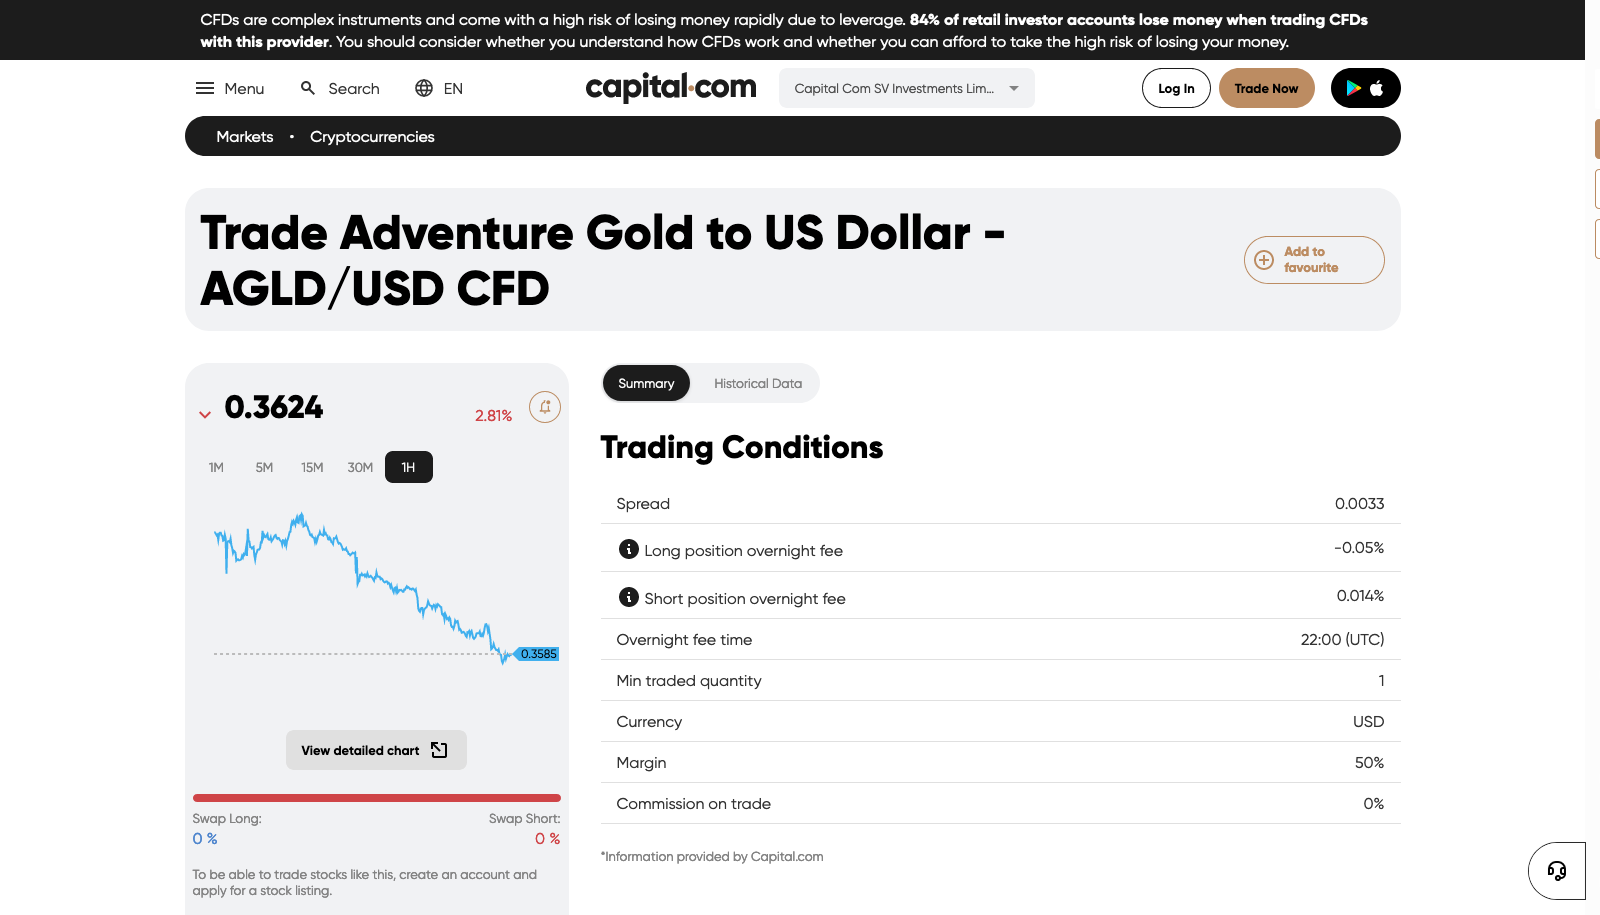 CFDs are complex instruments and come with a high risk of losing money rapidly due to leverage. 84% of retail investor accounts lose money when trading CFDs
with this provider. You should consider whether you understand how CFDs work and whether you can afford to take the high risk of losing your money.
Menu Search EN capital.com Capital Com SV Investments Lim... Log In Trade Now
Markets • Cryptocurrencies
Trade Adventure Gold to US Dollar -
AGLD/USD CFD
Add to
favourite
0.3624 2.81%
1M 5M 15M 30M 1H
0.3585
View detailed chart
Swap Long: Swap Short:
0 % 0 %
To be able to trade stocks like this, create an account and
apply for a stock listing.
Summary Historical Data
Trading Conditions
Spread 0.0033
Long position overnight fee -0.05%
Short position overnight fee 0.014%
Overnight fee time 22:00 (UTC)
Min traded quantity 1
Currency USD
Margin 50%
Commission on trade 0%
*Information provided by Capital.com